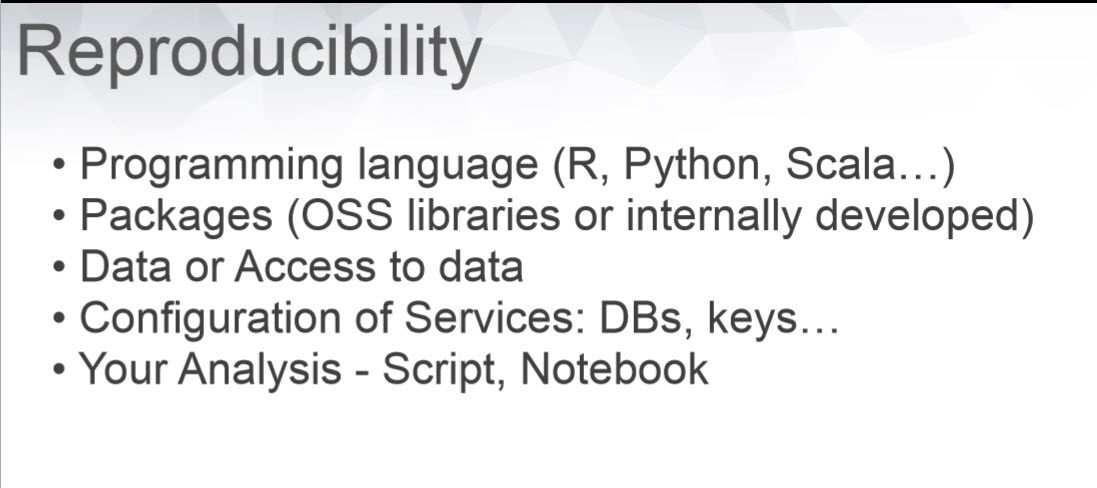 Reproducibility
• Programming language (R, Python, Scala…)
• Packages (OSS libraries or internally developed)
• Data or Access to data
• Configuration of Services: DBs, keys…
• Your Analysis - Script, Notebook